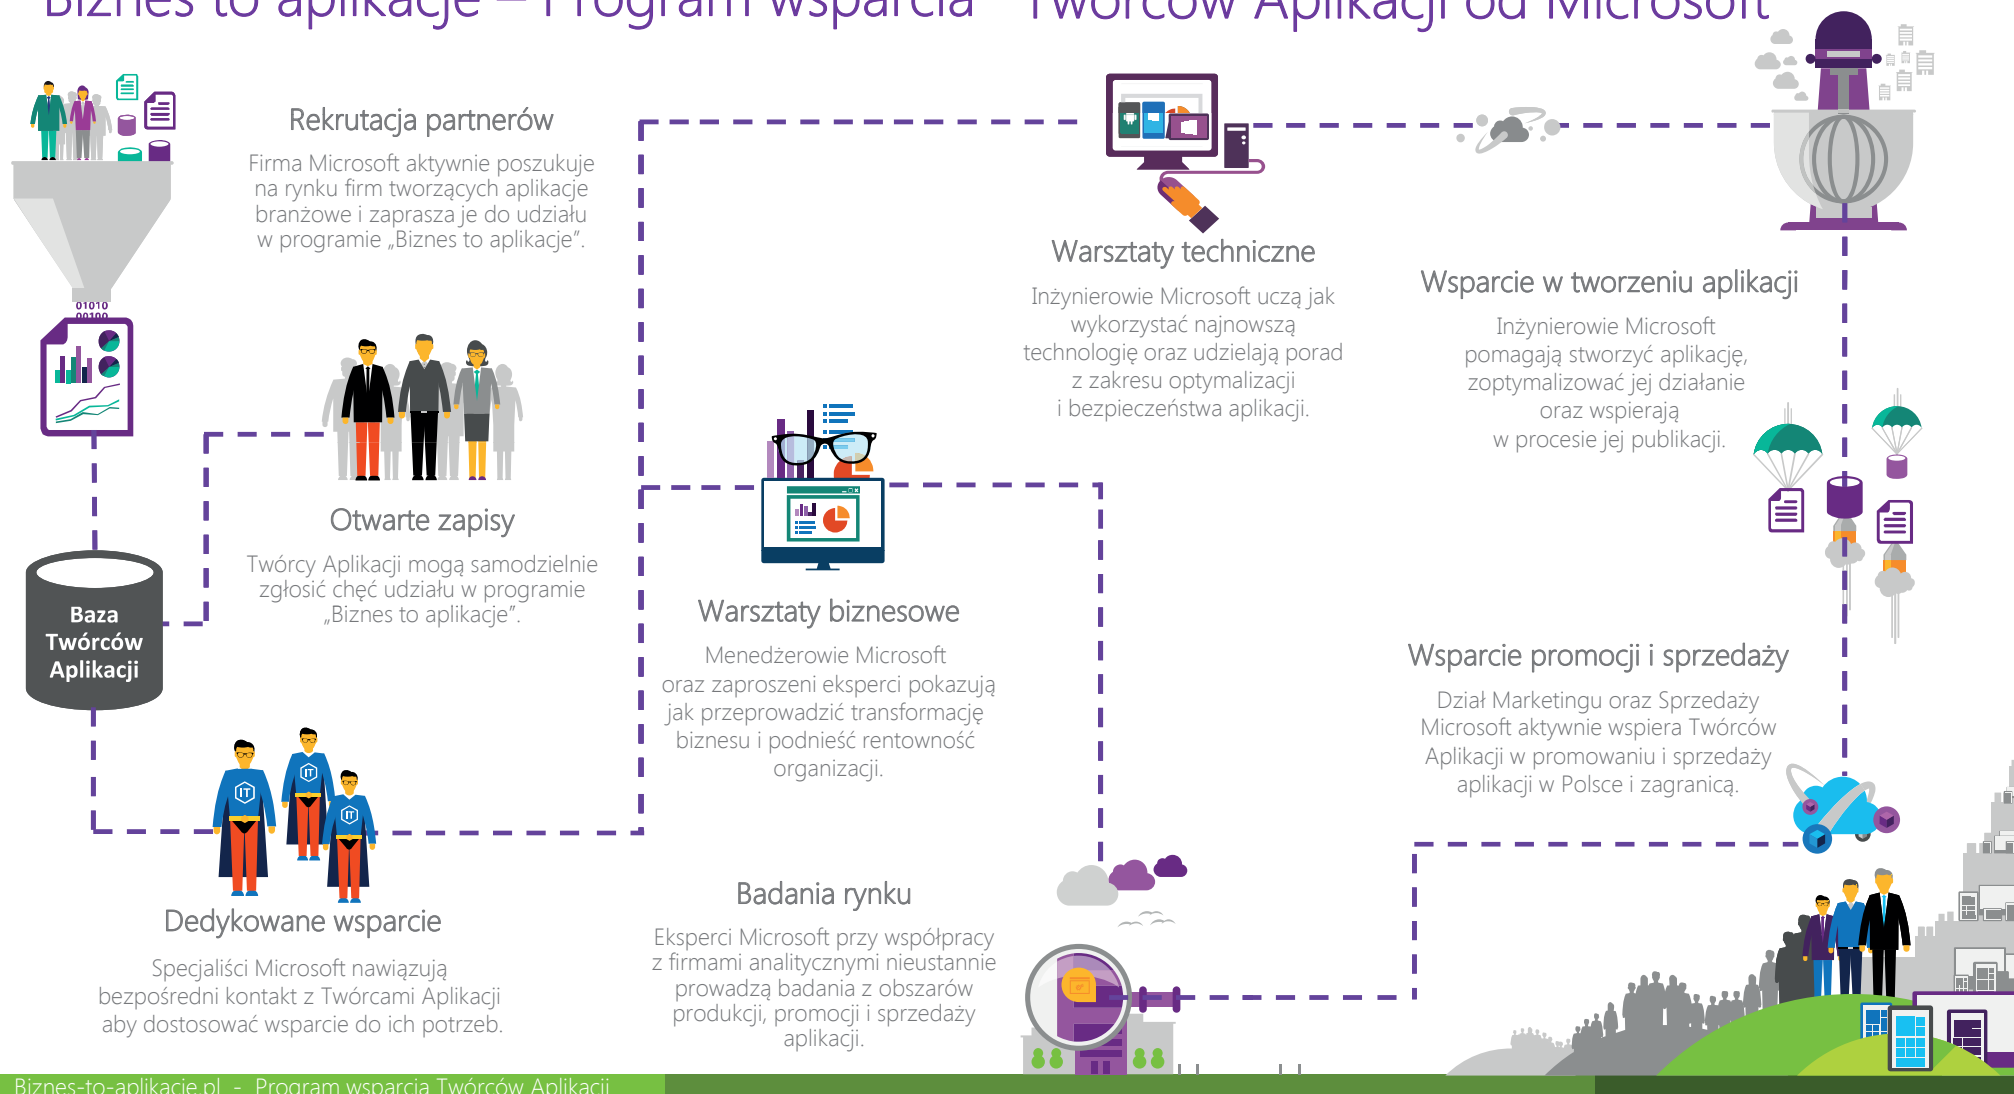 Biznes to aplikacje – Program wsparcia Twórców Aplikacji od Microsoft
Rekrutacja partnerów
Firma Microsoft aktywnie poszukuje
na rynku firm tworzących aplikacje
branżowe i zaprasza je do udziału
w programie „Biznes to aplikacje”.
01010
00100
Otwarte zapisy
Twórcy Aplikacji mogą samodzielnie
zgłosić chęć udziału w programie
„Biznes to aplikacje”.
Baza
Twórców
Aplikacji
IT
IT
IT
Dedykowane wsparcie
Specjaliści Microsoft nawiązują
bezpośredni kontakt z Twórcami Aplikacji
aby dostosować wsparcie do ich potrzeb.
Warsztaty biznesowe
Menedżerowie Microsoft
oraz zaproszeni eksperci pokazują
jak przeprowadzić transformację
biznesu i podnieść rentowność
organizacji.
Badania rynku
Eksperci Microsoft przy współpracy
z firmami analitycznymi nieustannie
prowadzą badania z obszarów
produkcji, promocji i sprzedaży
aplikacji.
Warsztaty techniczne
Inżynierowie Microsoft uczą jak
wykorzystać najnowszą
technologię oraz udzielają porad
z zakresu optymalizacji
i bezpieczeństwa aplikacji.
Wsparcie w tworzeniu aplikacji
Inżynierowie Microsoft
pomagają stworzyć aplikację,
zoptymalizować jej działanie
oraz wspierają
w procesie jej publikacji.
Wsparcie promocji i sprzedaży
Dział Marketingu oraz Sprzedaży
Microsoft aktywnie wspiera Twórców
Aplikacji w promowaniu i sprzedaży
aplikacji w Polsce i zagranicą.
Biznes-to-aplikacje.pl - Program wsparcia Twórców Aplikacji